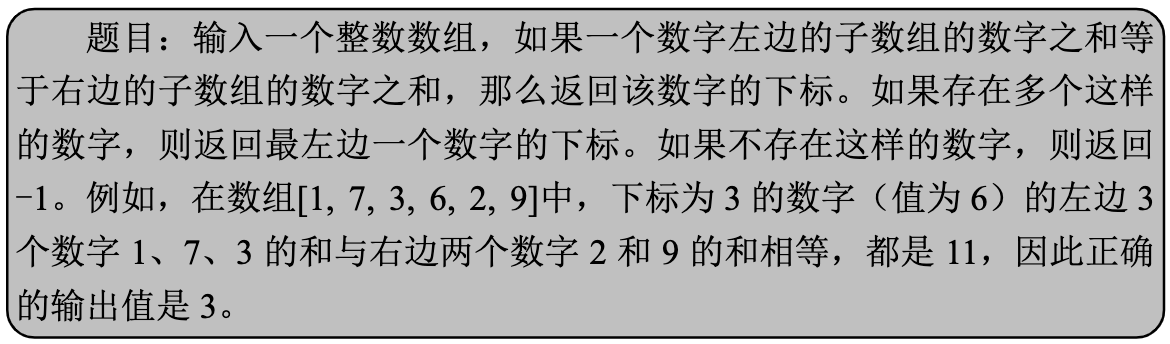 题目：输入一个整数数组，如果一个数字左边的子数组的数字之和等
于右边的子数组的数字之和，那么返回该数字的下标。如果存在多个这样
的数字，则返回最左边一个数字的下标。如果不存在这样的数字，则返回
-1。例如，在数组[1, 7, 3, 6, 2, 9]中，下标为 3 的数字（值为 6）的左边 3
个数字 1、7、3 的和与右边两个数字 2 和 9 的和相等，都是 11，因此正确
的输出值是 3。